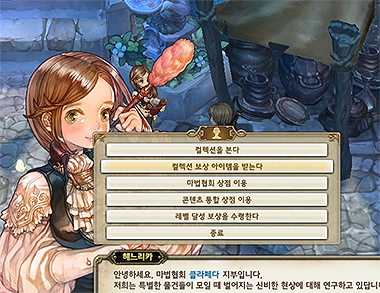 컬렉션을 본다
컬렉션 보상 아이템을 받는다
마법협회 상점 이용
콘텐츠 통합 상점 이용
레벨 달성 보상을 수령한다
종료
헤느리카
안녕하세요, 마법협회 클라페다 지부입니다.
저희는 특별한 물건들이 모일 때 벌어지는 신비한 현상에 대해 연구하고 있답니다